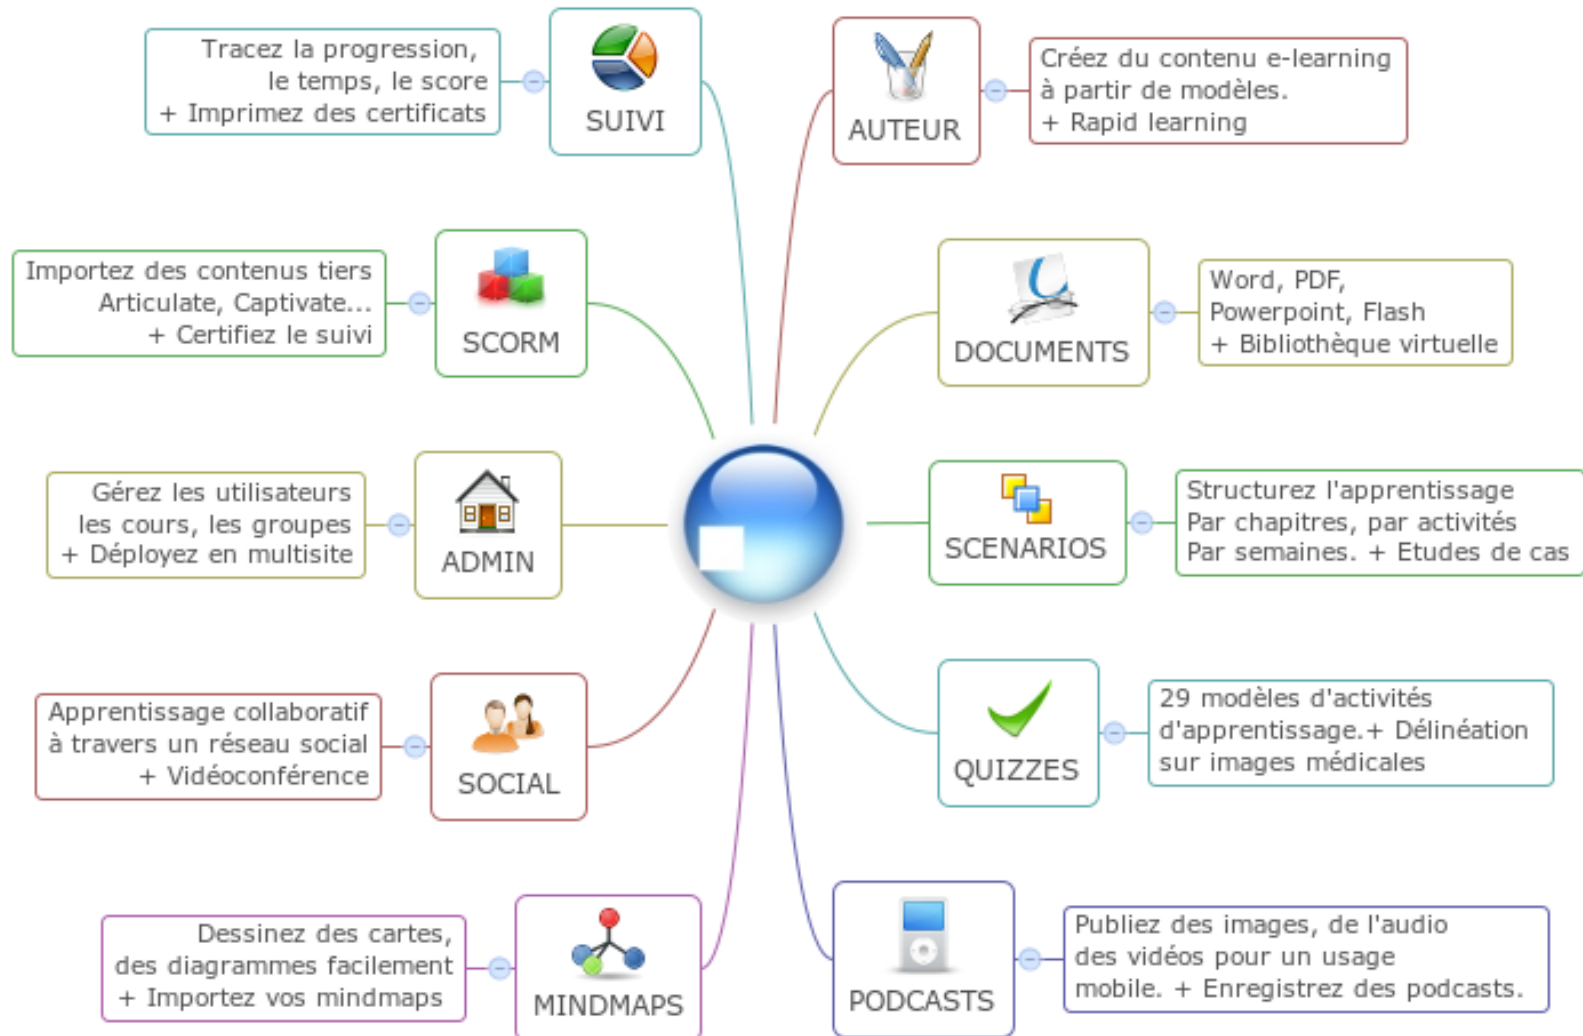 Tracez la progression,
le temps, le score
+ Imprimez des certificats
SUIVI
AUTEUR
Créez du contenu e-learning
à partir de modèles.
+ Rapid learning
Importez des contenus tiers
Articulate, Captivate...
+ Certifiez le suivi
SCORM
DOCUMENTS
Word, PDF,
Powerpoint, Flash
+ Bibliothèque virtuelle
Gérez les utilisateurs
les cours, les groupes
+ Déployez en multisite
ADMIN
SCENARIOS
Structurez l'apprentissage
Par chapitres, par activités
Par semaines. + Etudes de cas
Apprentissage collaboratif
à travers un réseau social
+ Vidéoconférence
SOCIAL
QUIZZES
29 modèles d'activités
d'apprentissage.+ Délinéation
sur images médicales
Dessinez des cartes,
des diagrammes facilement
+ Importez vos mindmaps
MINDMAPS
PODCASTS
Publiez des images, de l'audio
des vidéos pour un usage
mobile. + Enregistrez des podcasts.